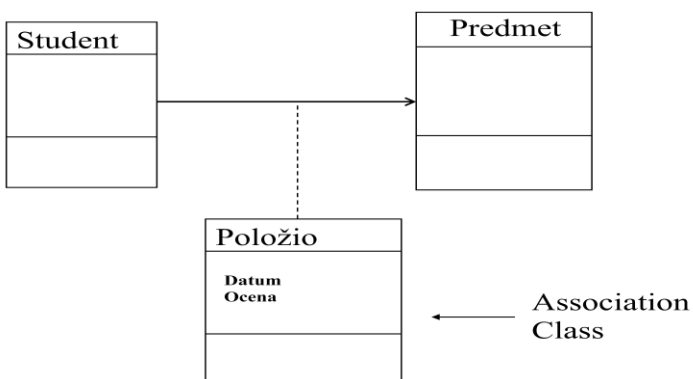 Student
Predmet
Položio
Datum
Ocena
Association
Class